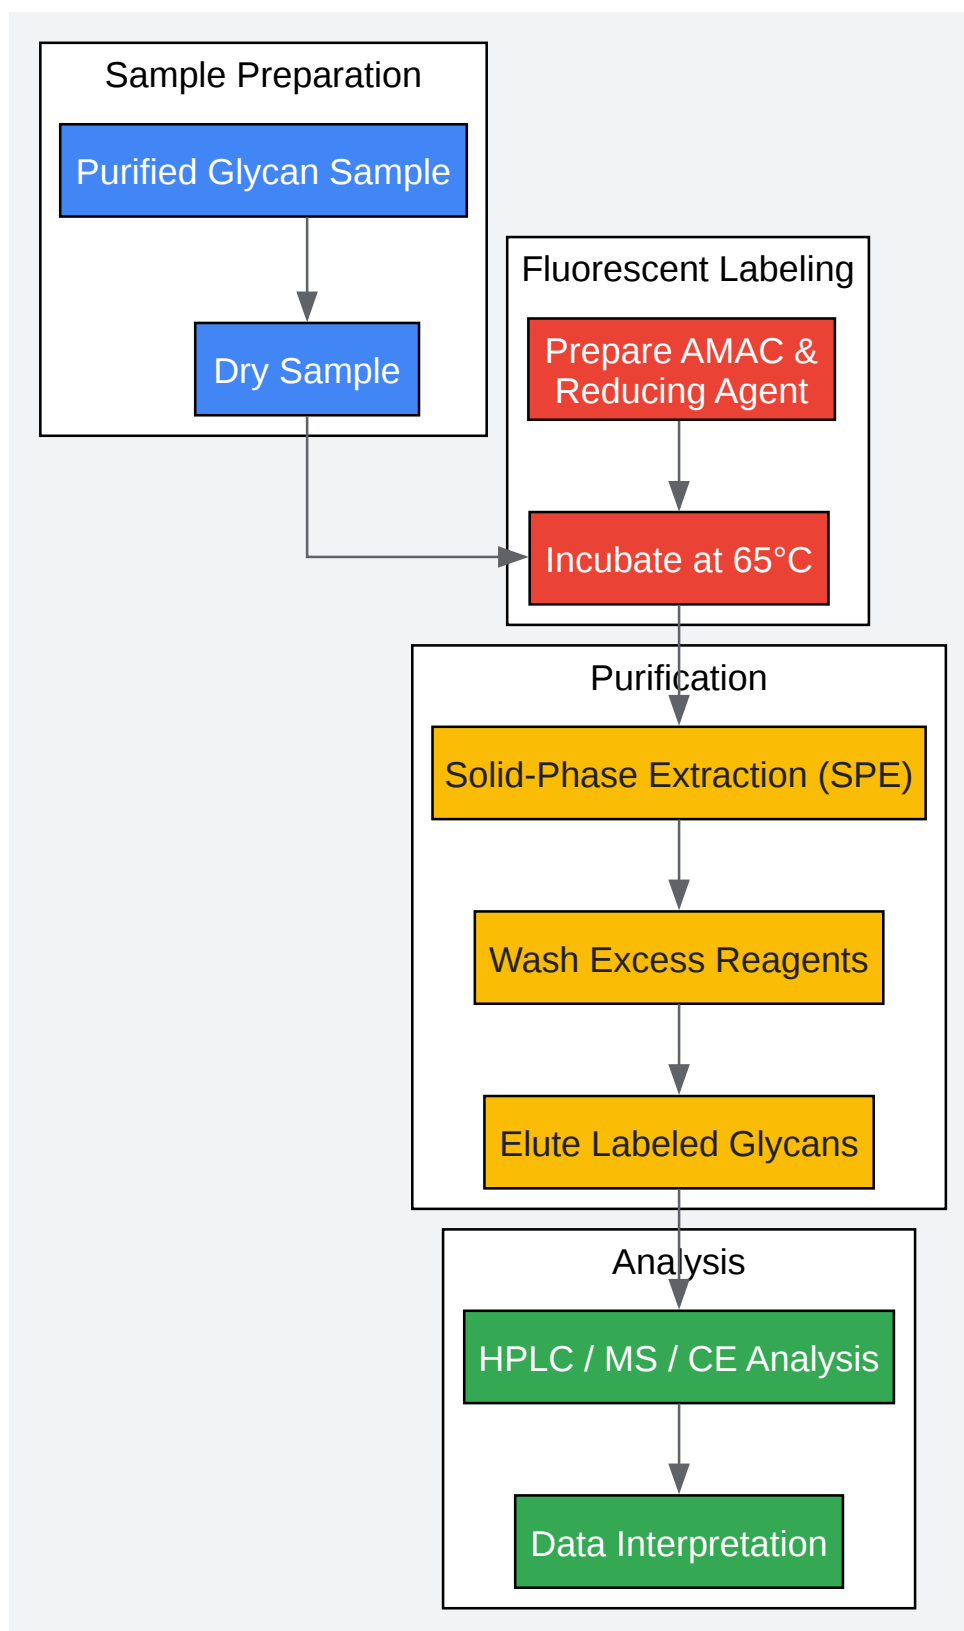 Sample Preparation
Purified Glycan Sample
Dry Sample
Fluorescent Labeling
Prepare AMAC &
Reducing Agent
Incubate at 65°C
Purification
Solid-Phase Extraction (SPE)
Wash Excess Reagents
Elute Labeled Glycans
Analysis
HPLC / MS / CE Analysis
Data Interpretation